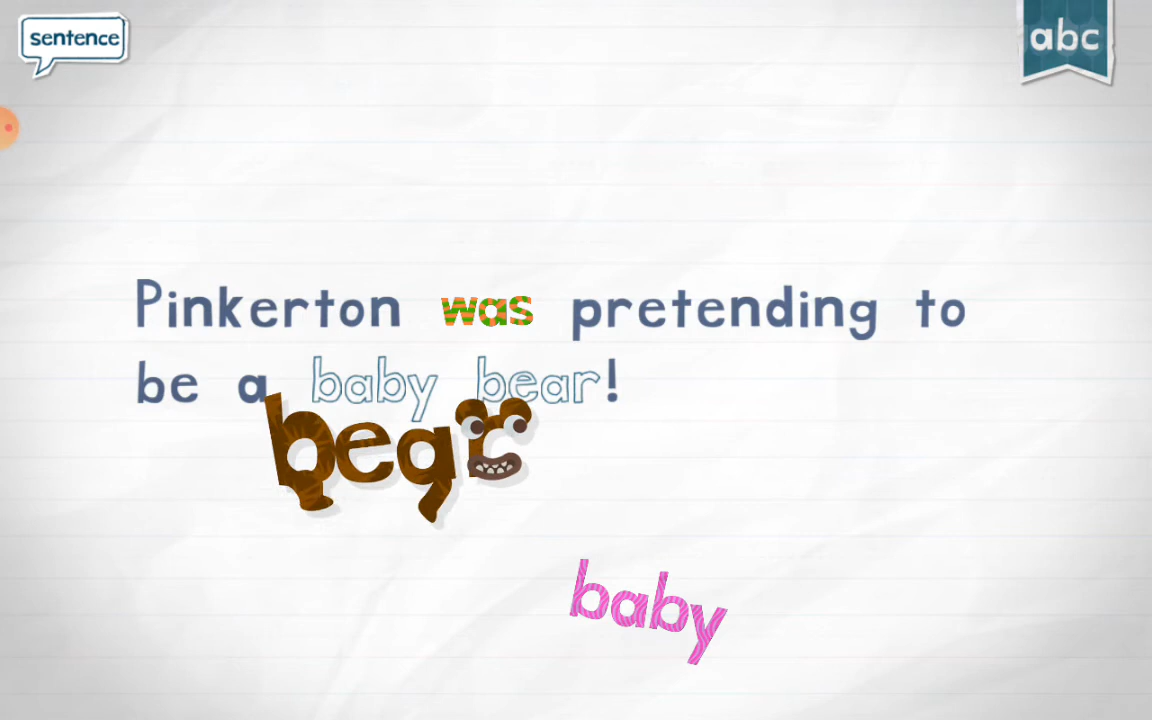 sentence
abc
Pinkerton was pretending to
be a baby bear!
bear
baby